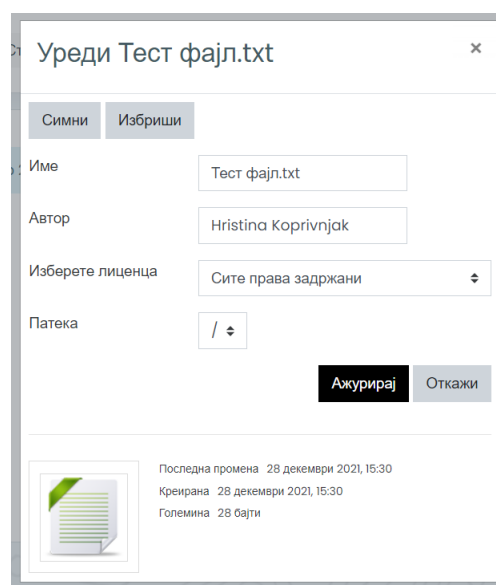 Уреди Тест фајл.txt ×
Симни Избриши
Име Тест фајл.txt
Автор Hristina Koprivnjak
Изберете лиценца Сите права задржани
Патека /
Ажурирај Откажи
Последна промена 28 декември 2021, 15:30
Креирана 28 декември 2021, 15:30
Големина 28 бајти